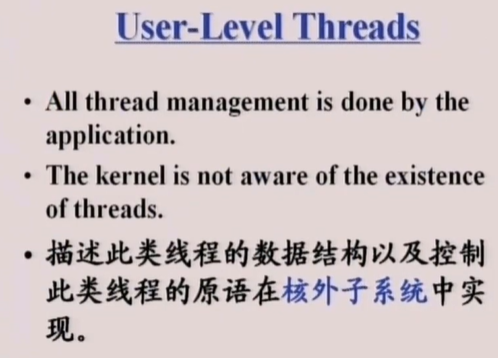 User-Level Threads
• All thread management is done by the
application.
• The kernel is not aware of the existence
of threads.
• 描述此类线程的数据结构以及控制
此类线程的原语在核外子系统中实
现。